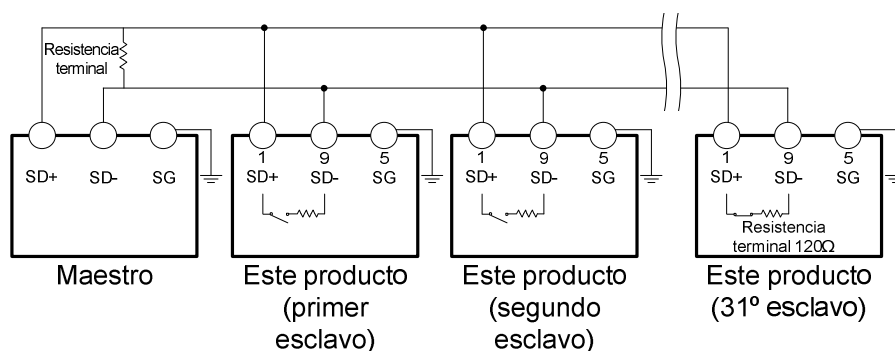 Resistencia
terminal
1 9 5
1 9 5
1 9 5
SD+ SD- SG
SD+ SD- SG
SD+ SD- SG
SD+ SD- SG
Resistencia
terminal 120Ω
Maestro
Este producto
(primer
esclavo)
Este producto
(segundo
esclavo)
Este producto
(31º esclavo)